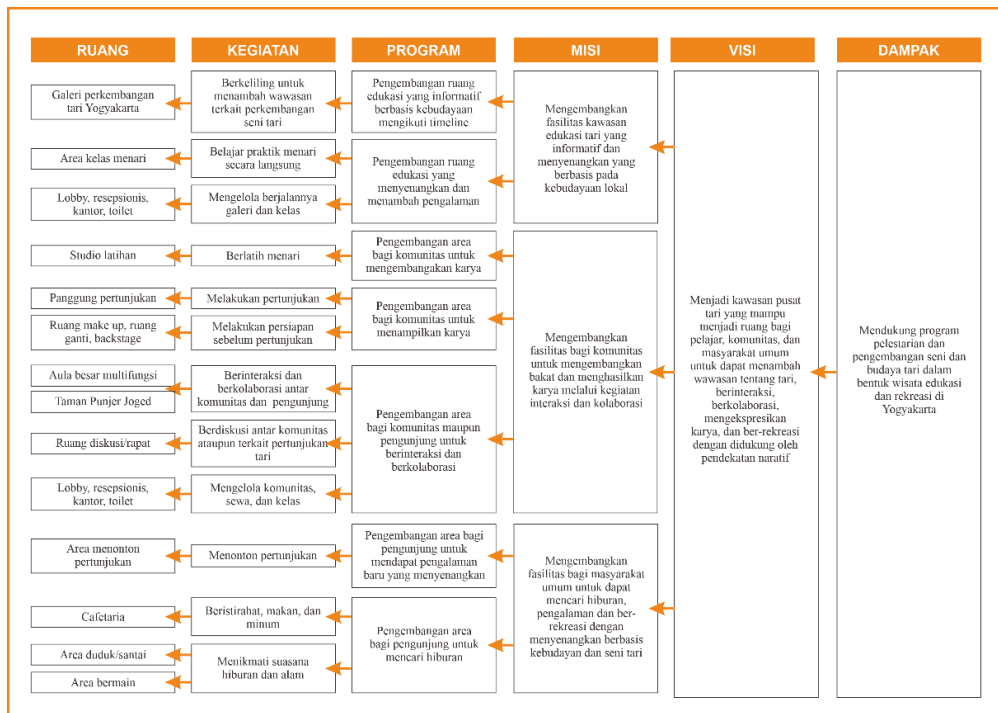 RUANG
KEGIATAN
PROGRAM
MISI
VISI
DAMPAK
Galeri perkembangan
tari Yogyakarta
Area kelas menari
Lobby, resepsionis,
kantor, toilet
Studio latihan
Panggung pertunjukan
Ruang make up, ruang
ganti, backstage
Aula besar multifungsi
Taman Punjer Joged
Ruang diskusi/rapat
Lobby, resepsionis,
kantor, toilet
Area menonton
pertunjukan
Cafetaria
Area duduk/santai
Area bermain
Berkeliling untuk
menambah wawasan
terkait perkembangan
seni tari
Belajar praktik menari
secara langsung
Mengelola berjalannya
galeri dan kelas
Berlatih menari
Melakukan pertunjukan
Melakukan persiapan
sebelum pertunjukan
Berinteraksi dan
berkolaborasi antar
komunitas dan  pengunjung
Berdiskusi antar komunitas
ataupun terkait pertunjukan
tari
Mengelola komunitas,
sewa, dan kelas
Menonton pertunjukan
Beristirahat, makan, dan
minum
Menikmati suasana
hiburan dan alam
Pengembangan ruang
edukasi yang informatif
berbasis kebudayaan
mengikuti timeline
Pengembangan ruang
edukasi yang
menyenangkan dan
menambah pengalaman
Pengembangan area
bagi komunitas untuk
mengembagakan karya
Pengembangan area
bagi komunitas untuk
menampilkan karya
Pengembangan area
bagi komunitas maupun
pengunjung untuk
berinteraksi dan
berkolaborasi
Pengembangan area bagi
pengunjung untuk
mendapat pengalaman
baru yang menyenangkan
Pengembangan area
bagi pengunjung untuk
mencari hiburan
Mengembangkan
fasilitas kawasan
edukasi tari yang
informatif dan
menyenangkan yang
berbasis pada
kebudayaan lokal
Mengembangkan
fasilitas bagi komunitas
untuk mengembangkan
bakat dan menghasilkan
karya melalui kegiatan
interaksi dan kolaborasi
Mengembangkan
fasilitas bagi masyarakat
umum untuk dapat
mencari hiburan,
pengalaman dan ber-
rekreasi dengan
menyenangkan berbasis
kebudayan dan seni tari
Menjadi kawasan pusat
tari yang mampu
menjadi ruang bagi
pelajar, komunitas, dan
masyarakat umum
untuk dapat menambah
wawasan tentang tari,
berinteraksi,
berkolaborasi,
mengekspresikan
karya, dan ber-rekreasi
dengan didukung oleh
pendekatan naratif
Mendukung program
pelestarian dan
pengembangan seni dan
budaya tari dalam
bentuk wisata edukasi
dan rekreasi di
Yogyakarta